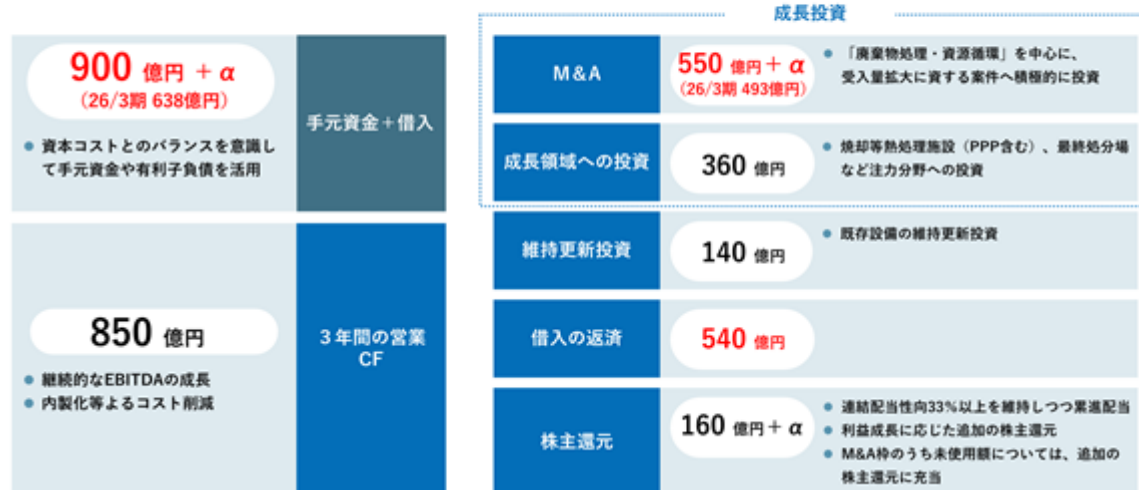 成長投資
900 億円 + α
(26/3期 638億円)
● 資本コストとのバランスを意識し
て手元資金や有利子負債を活用
手元資金+借入
850 億円
● 継続的なEBITDAの成長
● 内製化等よるコスト削減
3年間の営業
CF
M&A
550 億円+ α
(26/3期 493億円)
● 「廃棄物処理・資源循環」を中心に、
受入量拡大に資する案件へ積極的に投資
成長領域への投資
360 億円
● 焼却等熱処理施設(PPP含む)、最終処分場
など注力分野への投資
維持更新投資
140 億円
● 既存設備の維持更新投資
借入の返済
540 億円
株主還元
160 億円+ α
● 連結配当性向33%以上を維持しつつ累進配当
● 利益成長に応じた追加の株主還元
● M&A枠のうち未使用額については、追加の
株主還元に充当